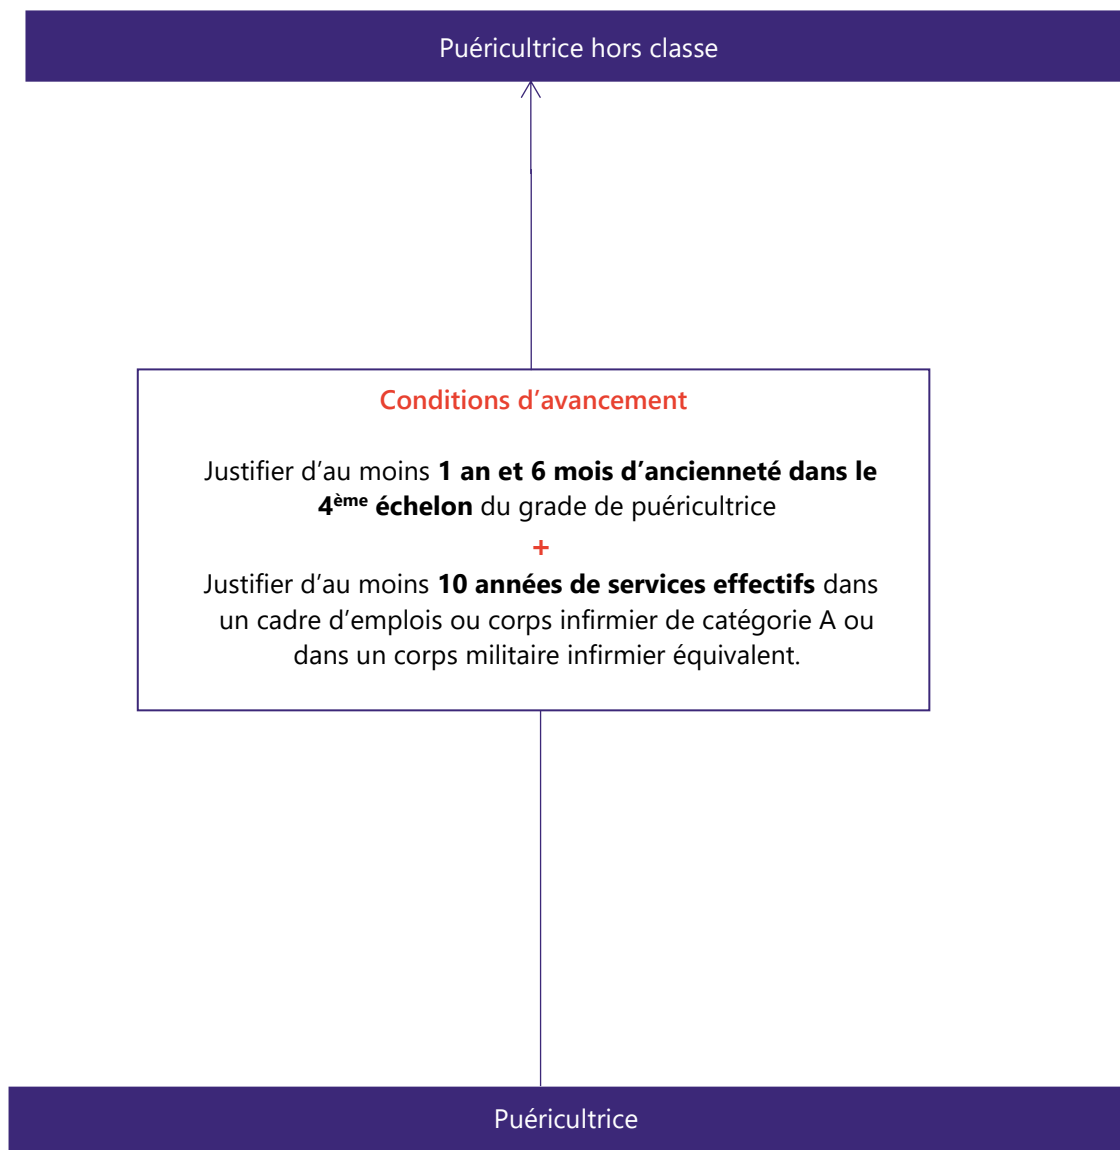 Puéricultrice hors classe
Conditions d’avancement
Justifier d’au moins 1 an et 6 mois d’ancienneté dans le
4ème échelon du grade de puéricultrice
+
Justifier d’au moins 10 années de services effectifs dans
un cadre d’emplois ou corps infirmier de catégorie A ou
dans un corps militaire infirmier équivalent.
Puéricultrice